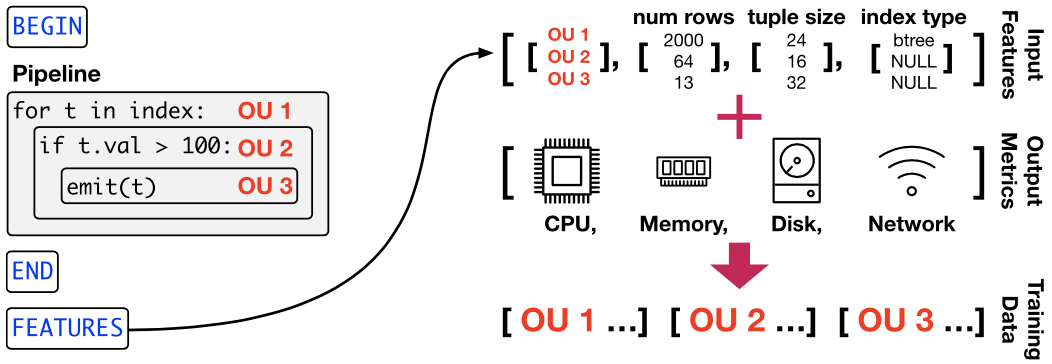 BEGIN
Pipeline
for t in index: OU 1
if t.val > 100: OU 2
emit(t) OU 3
END
FEATURES
num rows tuple size index type
[ [ OU 1 ], [ 2000 ], [ 24 ], [ btree ] ]
OU 2 64 16 NULL
OU 3 13 32 NULL
Input
Features
[ CPU, Memory, Disk, Network ]
Output
Metrics
[ OU 1 ...] [ OU 2 ...] [ OU 3 ...]
Training
Data